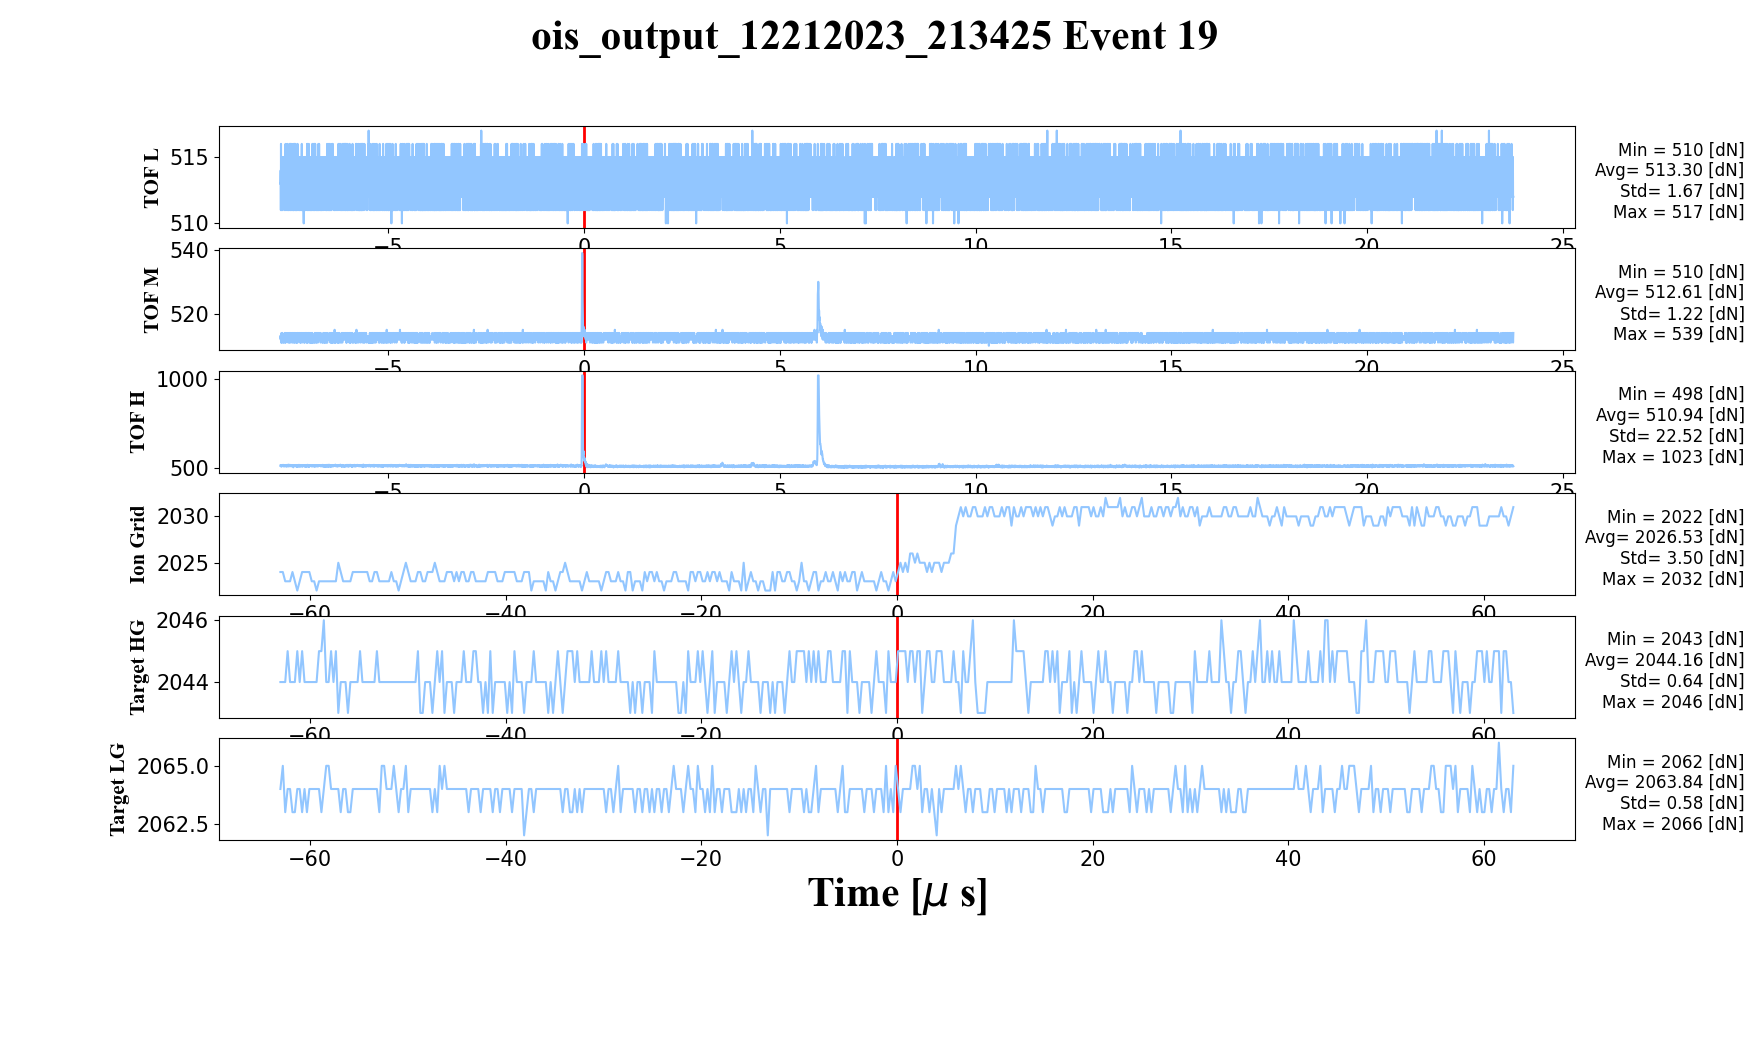 ois_output_12212023_213425 Event 19
TOF L
515
510
Min = 510 [dN]
Avg= 513.30 [dN]
Std= 1.67 [dN]
Max = 517 [dN]
−5 0 5 10 15 20 25
TOF M
540
520
Min = 510 [dN]
Avg= 512.61 [dN]
Std= 1.22 [dN]
Max = 539 [dN]
−5 0 5 10 15 20 25
TOF H
1000
500
Min = 498 [dN]
Avg= 510.94 [dN]
Std= 22.52 [dN]
Max = 1023 [dN]
−5 0 5 10 15 20 25
Ion Grid
2030
2025
Min = 2022 [dN]
Avg= 2026.53 [dN]
Std= 3.50 [dN]
Max = 2032 [dN]
−60 −40 −20 0 20 40 60
Target HG
2046
2044
Min = 2043 [dN]
Avg= 2044.16 [dN]
Std= 0.64 [dN]
Max = 2046 [dN]
−60 −40 −20 0 20 40 60
Target LG
2065.0
2062.5
Min = 2062 [dN]
Avg= 2063.84 [dN]
Std= 0.58 [dN]
Max = 2066 [dN]
−60 −40 −20 0 20 40 60
Time [μ s]